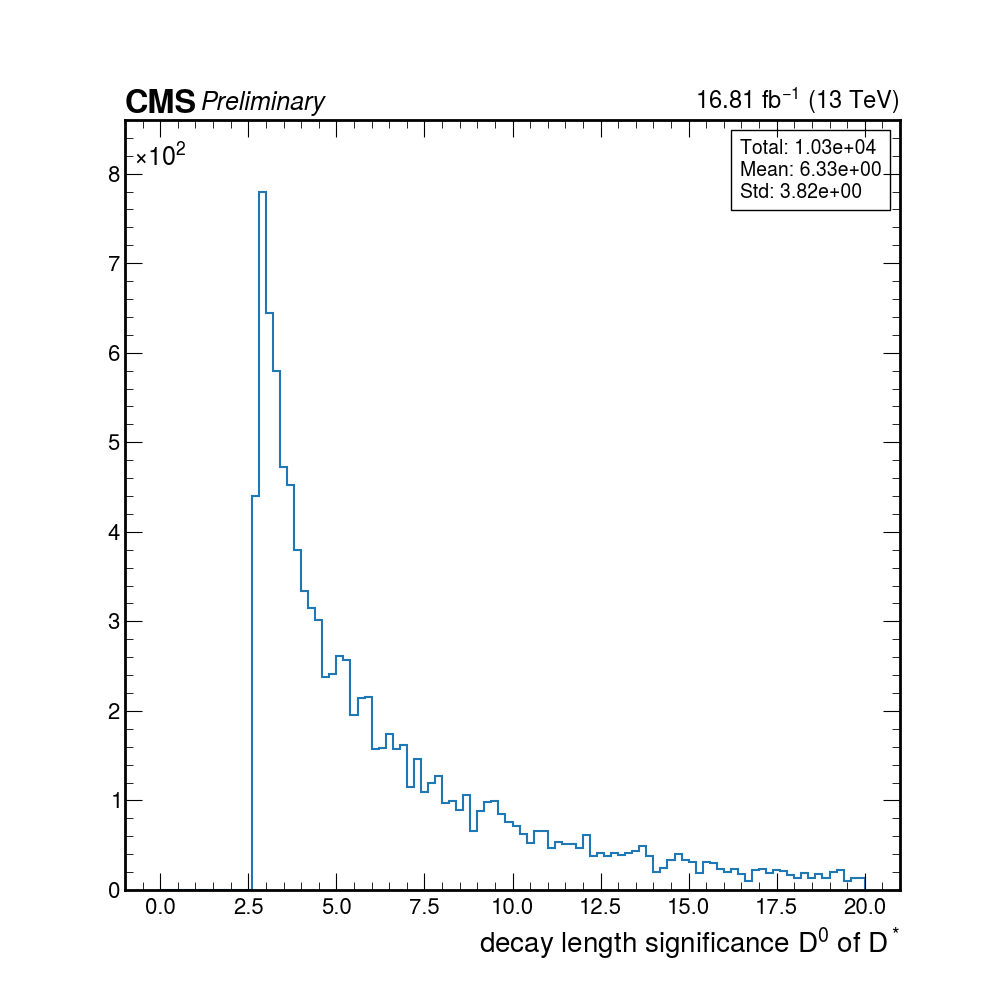 CMS Preliminary 16.81 fb⁻¹ (13 TeV)
×10²
Total: 1.03e+04
Mean: 6.33e+00
Std: 3.82e+00
8
7
6
5
4
3
2
1
0
0.0 2.5 5.0 7.5 10.0 12.5 15.0 17.5 20.0
decay length significance D⁰ of D*